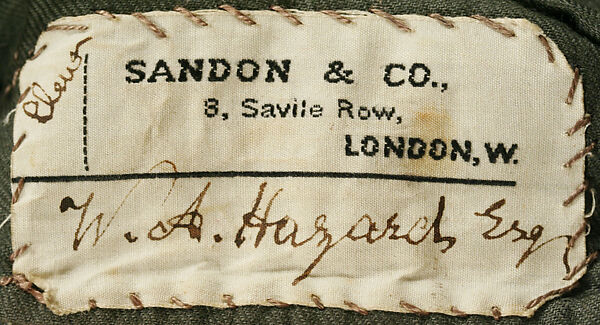 SANDON & CO.,
8, Savile Row,
LONDON, W.
W. A. Hazard Esq